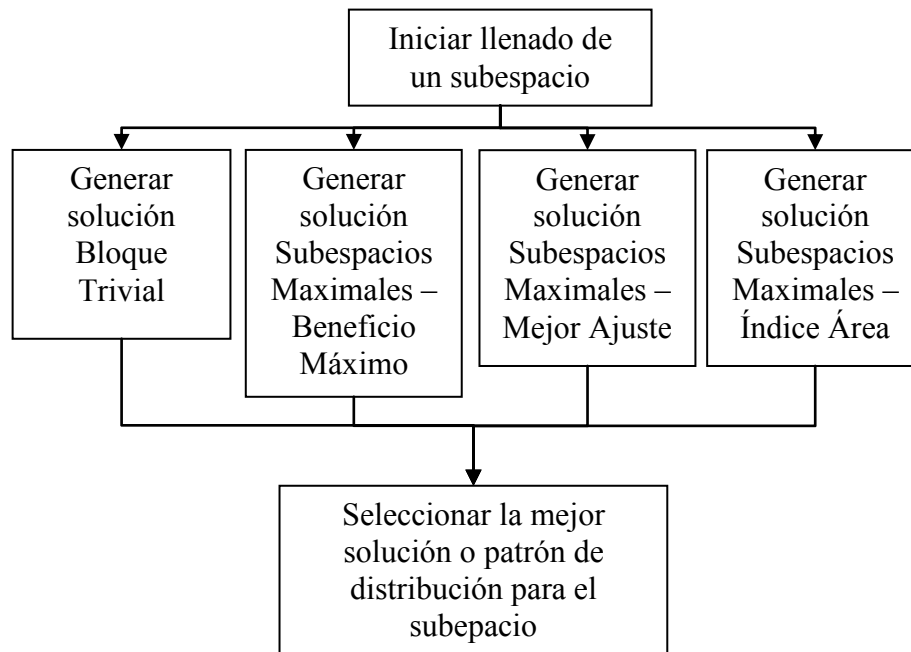 Iniciar llenado de
un subespacio
Generar
solución
Bloque
Trivial
Generar
solución
Subespacios
Maximales –
Beneficio
Máximo
Generar
solución
Subespacios
Maximales –
Mejor Ajuste
Generar
solución
Subespacios
Maximales –
Índice Área
Seleccionar la mejor
solución o patrón de
distribución para el
subepacio